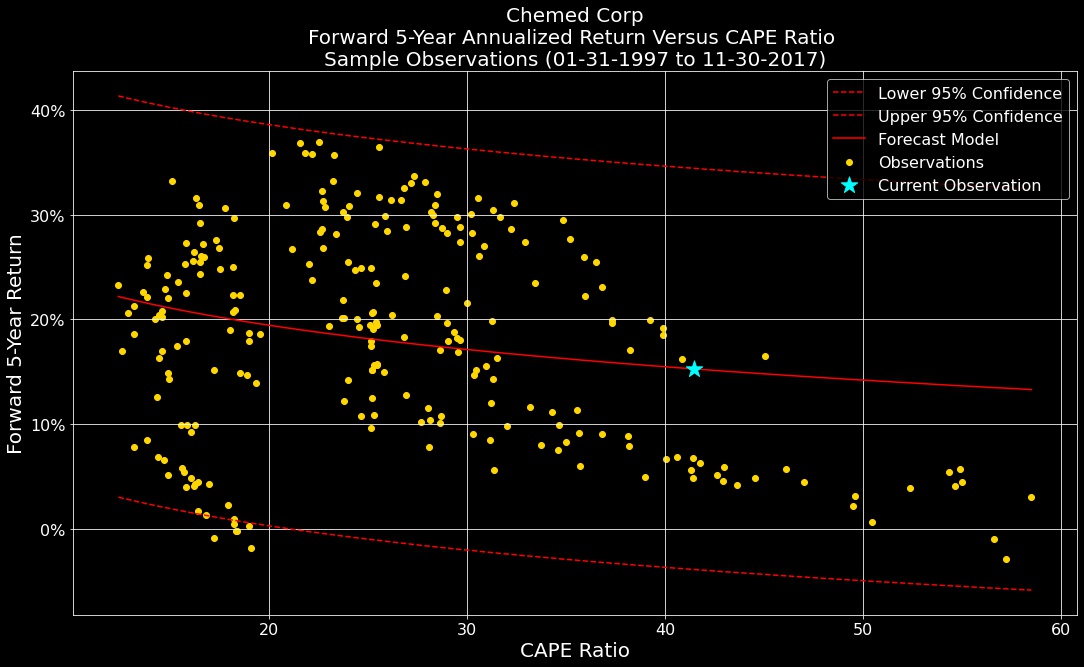 Chemed Corp
Forward 5-Year Annualized Return Versus CAPE Ratio
Sample Observations (01-31-1997 to 11-30-2017)
Lower 95% Confidence
Upper 95% Confidence
Forecast Model
Observations
Current Observation
Forward 5-Year Return
40%
30%
20%
10%
0%
20
30
40
50
60
CAPE Ratio